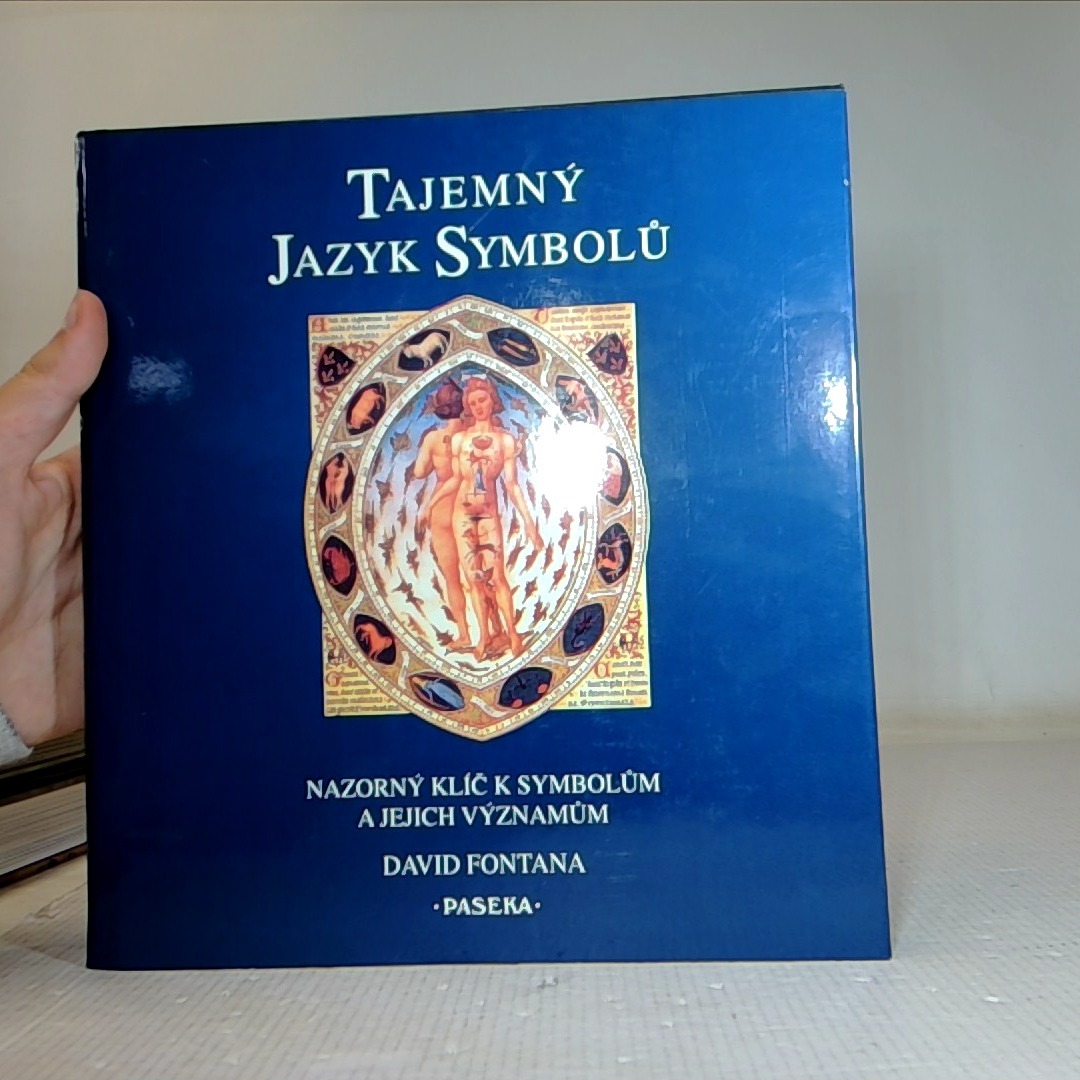 TAJEMNÝ
JAZYK SYMBOLŮ
NAZORNÝ KLÍČ K SYMBOLŮM
A JEJICH VÝZNAMŮM
DAVID FONTANA
·PASEKA·